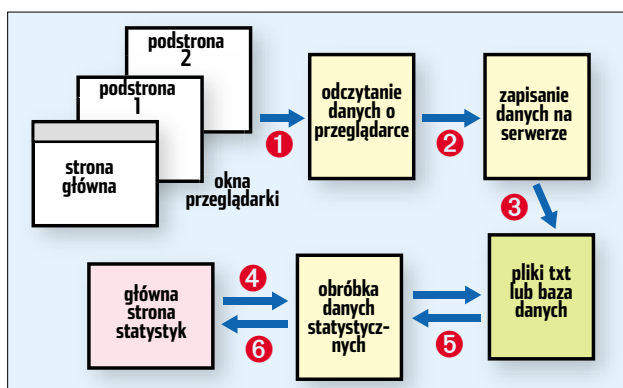 podstrona
2
podstrona
1
strona
główna
okna
przeglądarki
1
odczytanie
danych o
przeglądarce
2
zapisanie
danych na
serwerze
3
pliki txt
lub baza
danych
4
6
główna
strona
statystyk
obróbka
danych
statystycz-
nych
5